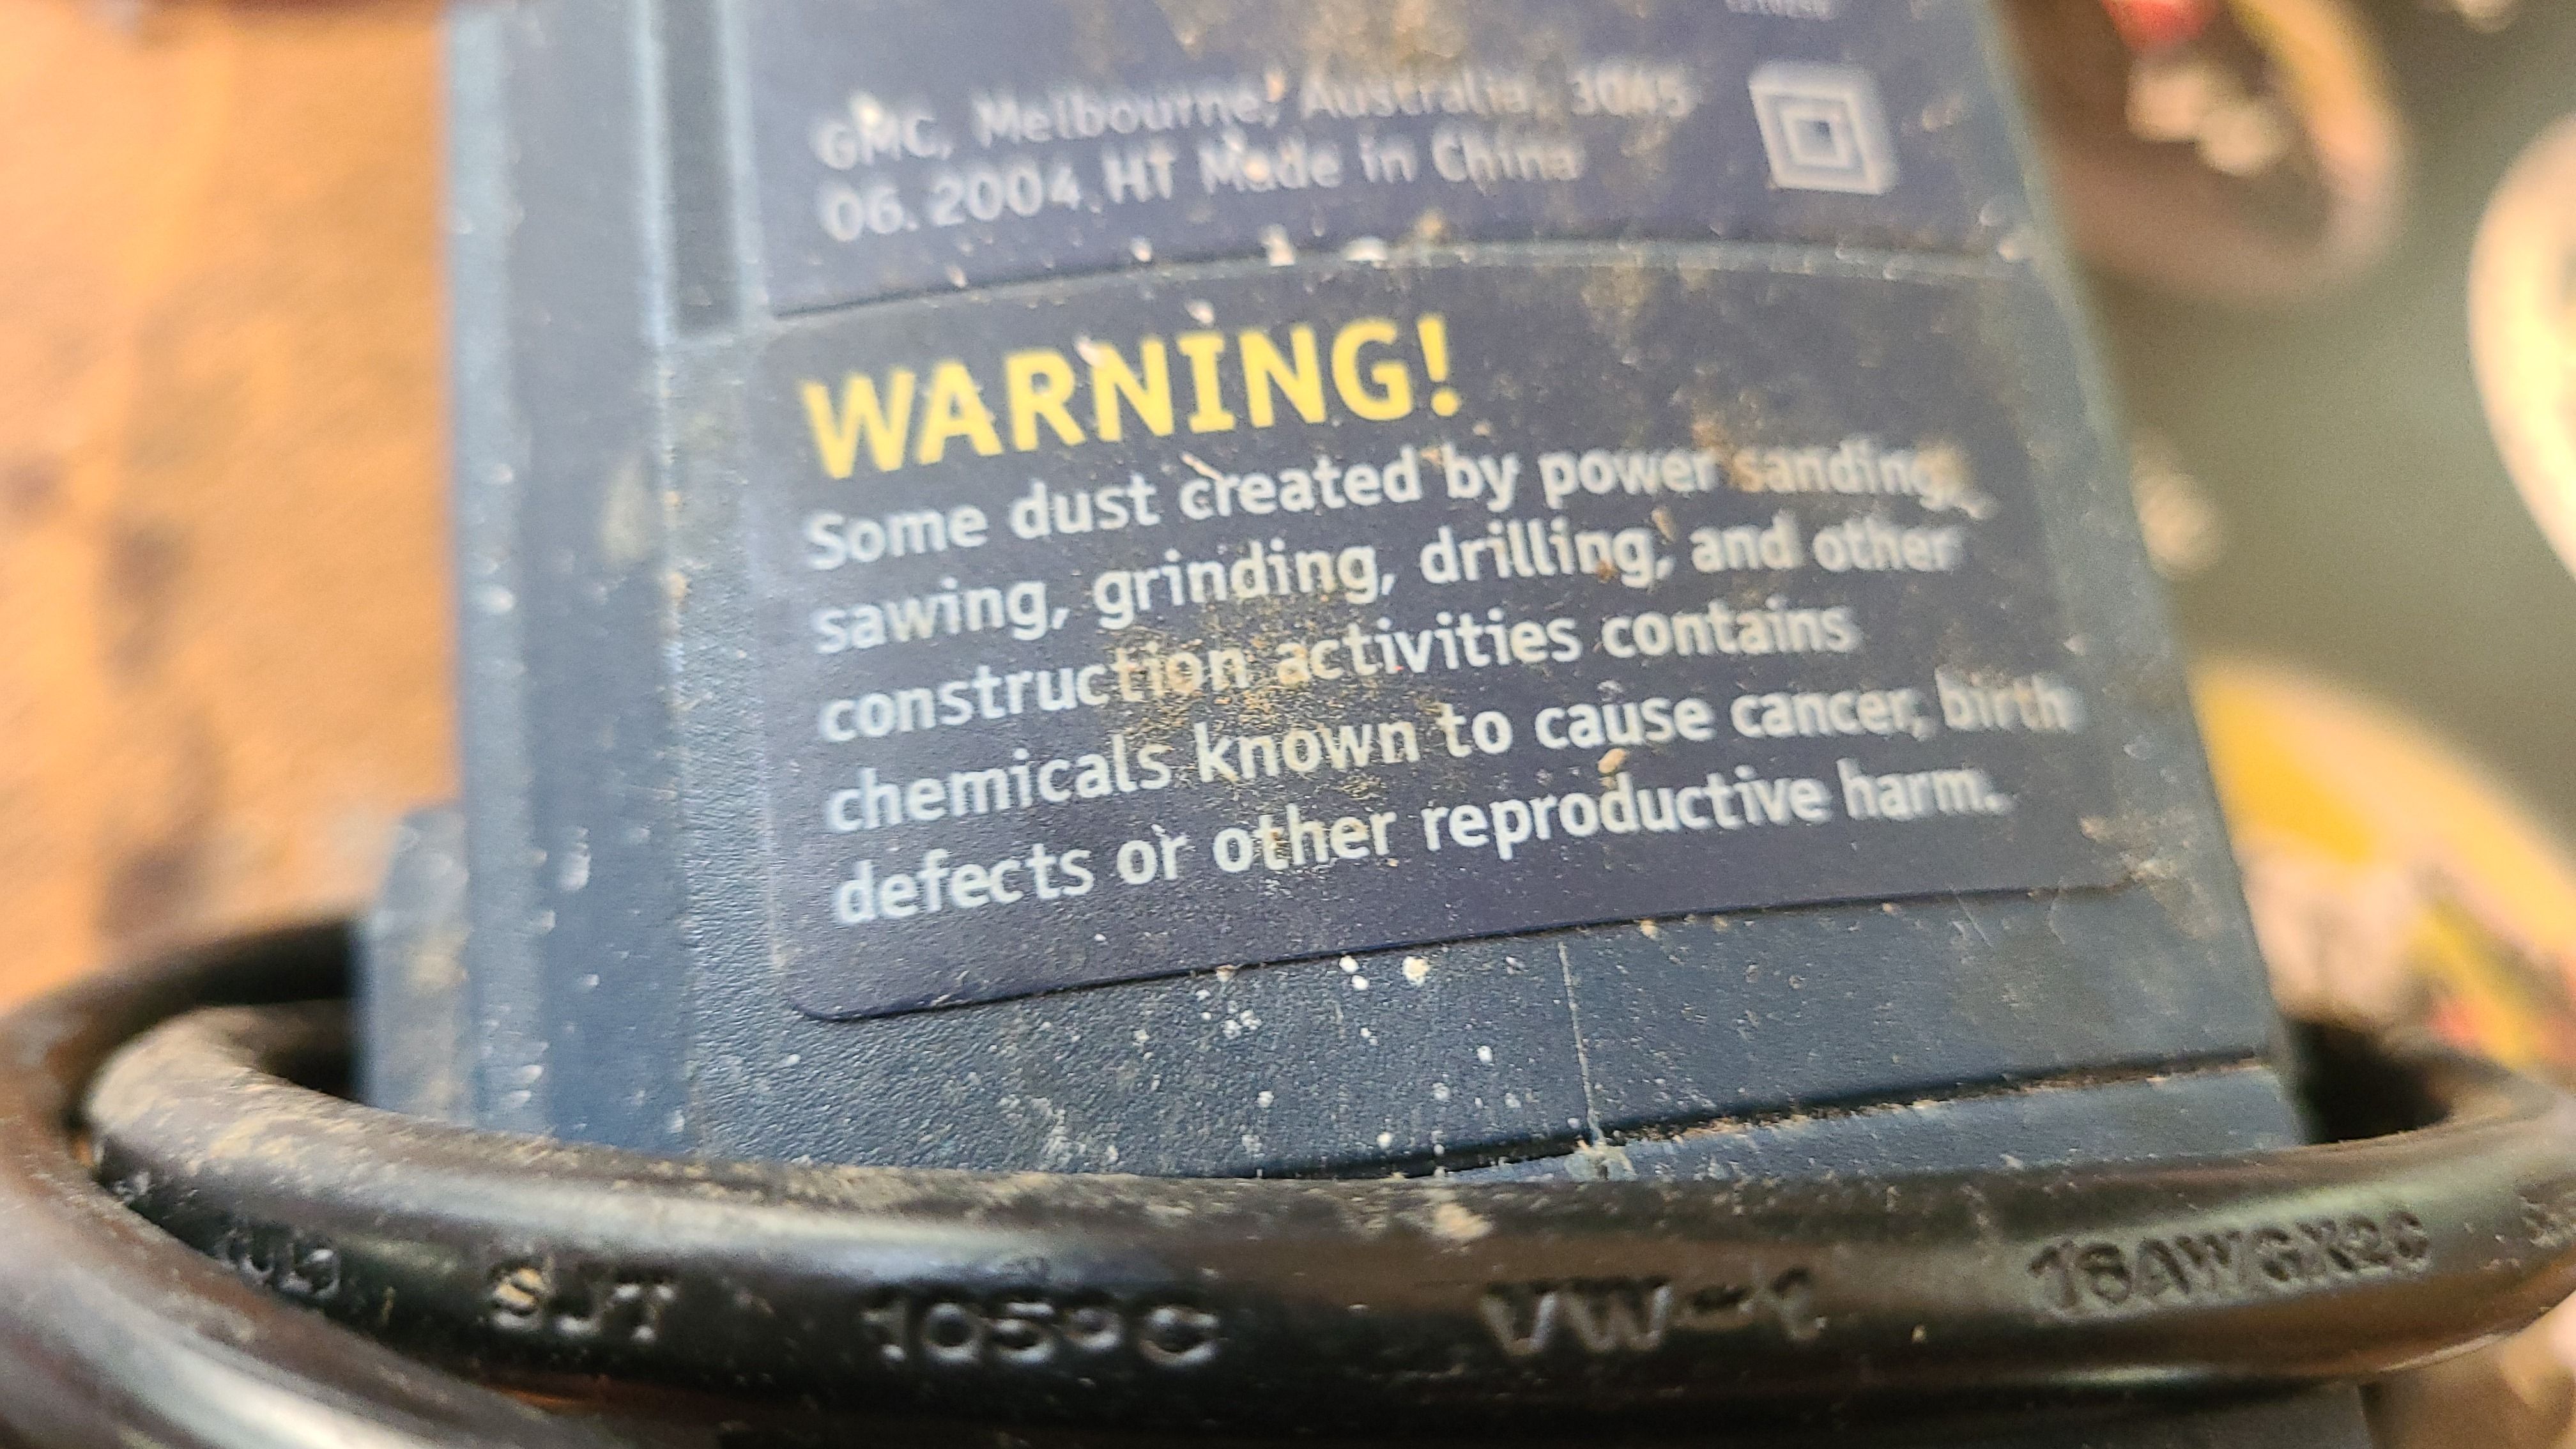 GMC, Melbourne, Australia, 3045
06.2004 HT Made in China
WARNING!
Some dust created by power sanding,
sawing, grinding, drilling, and other
construction activities contains
chemicals known to cause cancer, birth
defects or other reproductive harm.
SJT 105°C VW-1